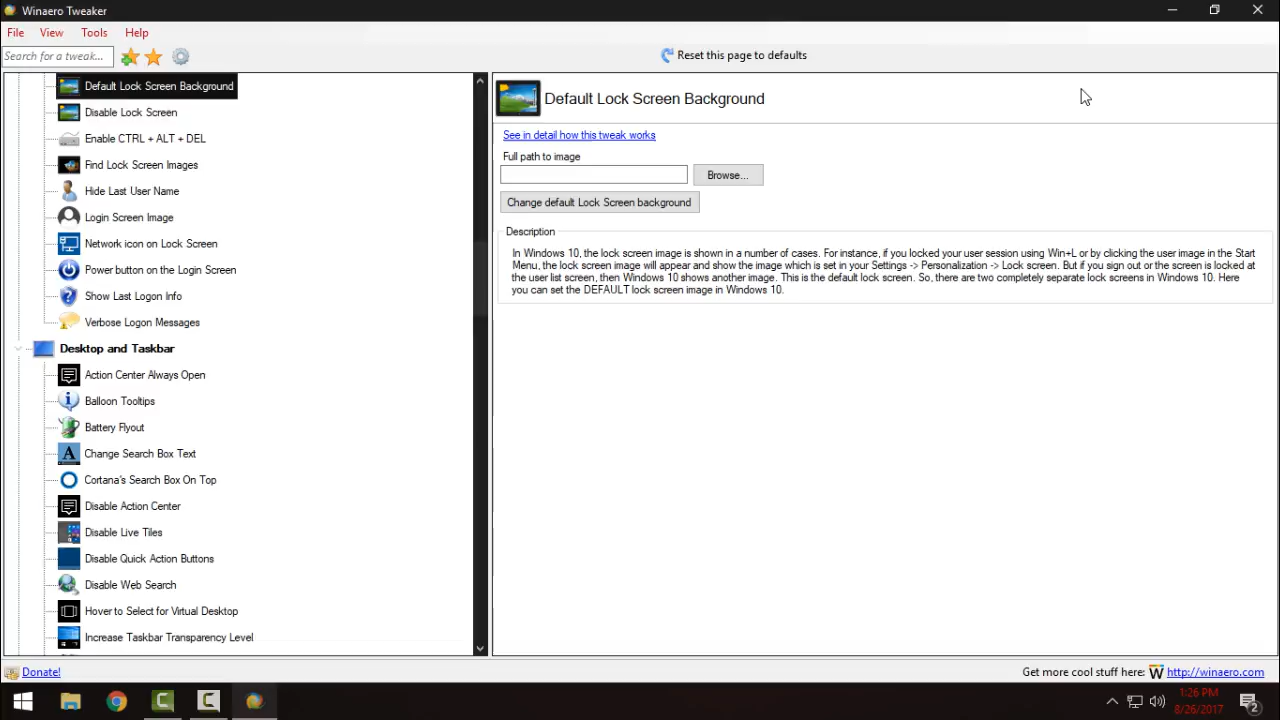 Winaero Tweaker
File View Tools Help
Search for a tweak...
Reset this page to defaults
Default Lock Screen Background
Disable Lock Screen
Enable CTRL + ALT + DEL
Find Lock Screen Images
Hide Last User Name
Login Screen Image
Network icon on Lock Screen
Power button on the Login Screen
Show Last Logon Info
Verbose Logon Messages
Desktop and Taskbar
Action Center Always Open
Balloon Tooltips
Battery Flyout
Change Search Box Text
Cortana's Search Box On Top
Disable Action Center
Disable Live Tiles
Disable Quick Action Buttons
Disable Web Search
Hover to Select for Virtual Desktop
Increase Taskbar Transparency Level
Default Lock Screen Background
See in detail how this tweak works
Full path to image
Browse...
Change default Lock Screen background
Description
In Windows 10, the lock screen image is shown in a number of cases. For instance, if you locked your user session using Win+L or by clicking the user image in the Start
Menu, the lock screen image will appear and show the image which is set in your Settings -> Personalization -> Lock screen. But if you sign out or the screen is locked at
the user list screen, then Windows 10 shows another image. This is the default lock screen. So, there are two completely separate lock screens in Windows 10. Here
you can set the DEFAULT lock screen image in Windows 10.
Donate!
Get more cool stuff here: W http://winaero.com
1:26 PM
8/26/2017
2